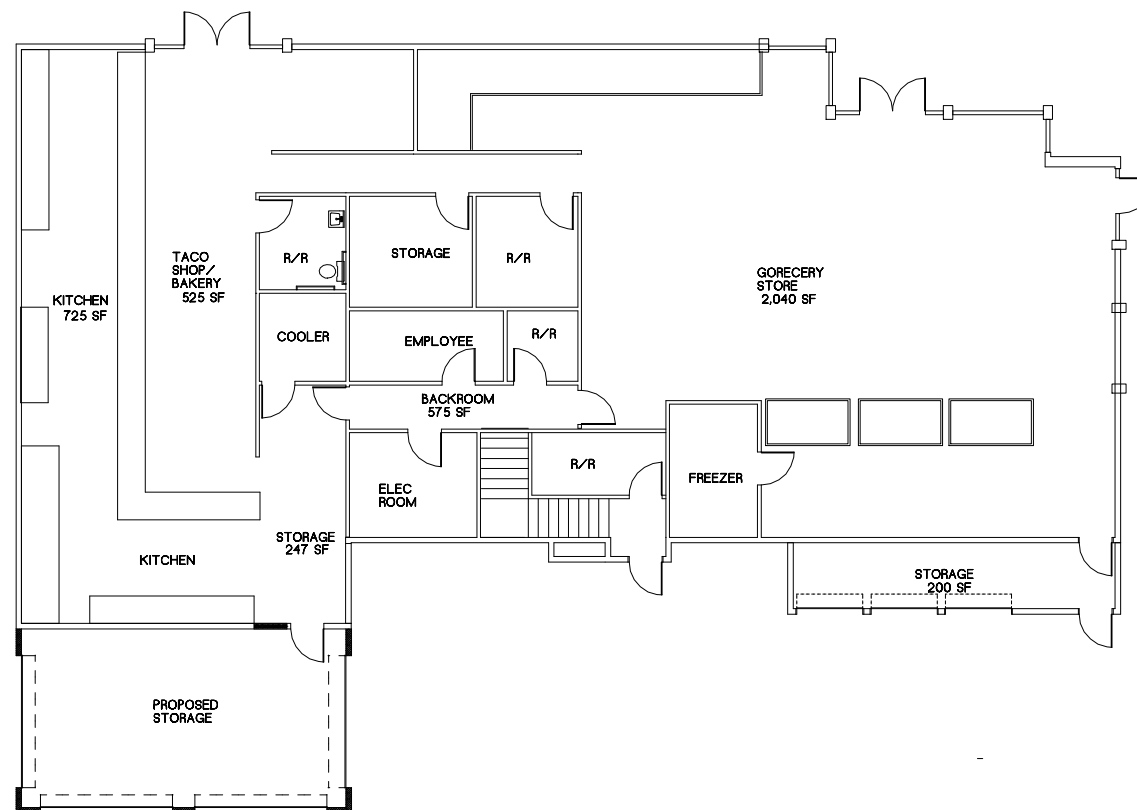 TACO
SHOP/
BAKERY
525 SF
KITCHEN
725 SF
R/R
STORAGE
R/R
GORECERY
STORE
2,040 SF
COOLER
EMPLOYEE
R/R
BACKROOM
575 SF
R/R
FREEZER
ELEC
ROOM
STORAGE
247 SF
KITCHEN
STORAGE
200 SF
PROPOSED
STORAGE